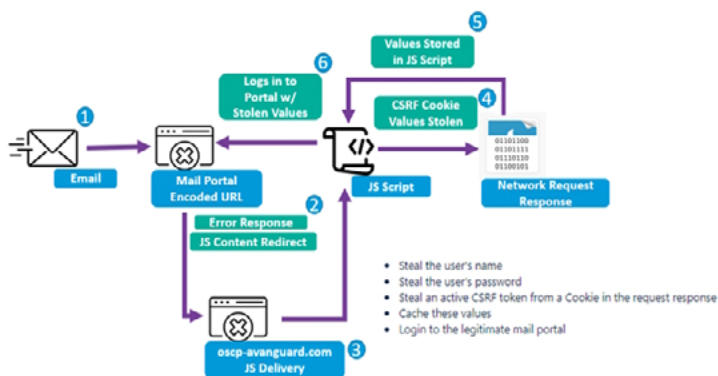 5
Values Stored
in JS Script
6
Logs in to
Portal w/
Stolen Values
4
CSRF Cookie
Values Stolen
1
</>
01101100
01101111
01110110
01100101
Email
Mail Portal
Encoded URL
JS Script
Network Request
Response
2
Error Response
JS Content Redirect
• Steal the user's name
• Steal the user's password
• Steal an active CSRF token from a Cookie in the request response
• Cache these values
• Login to the legitimate mail portal
oscp-avanguard.com
JS Delivery
3